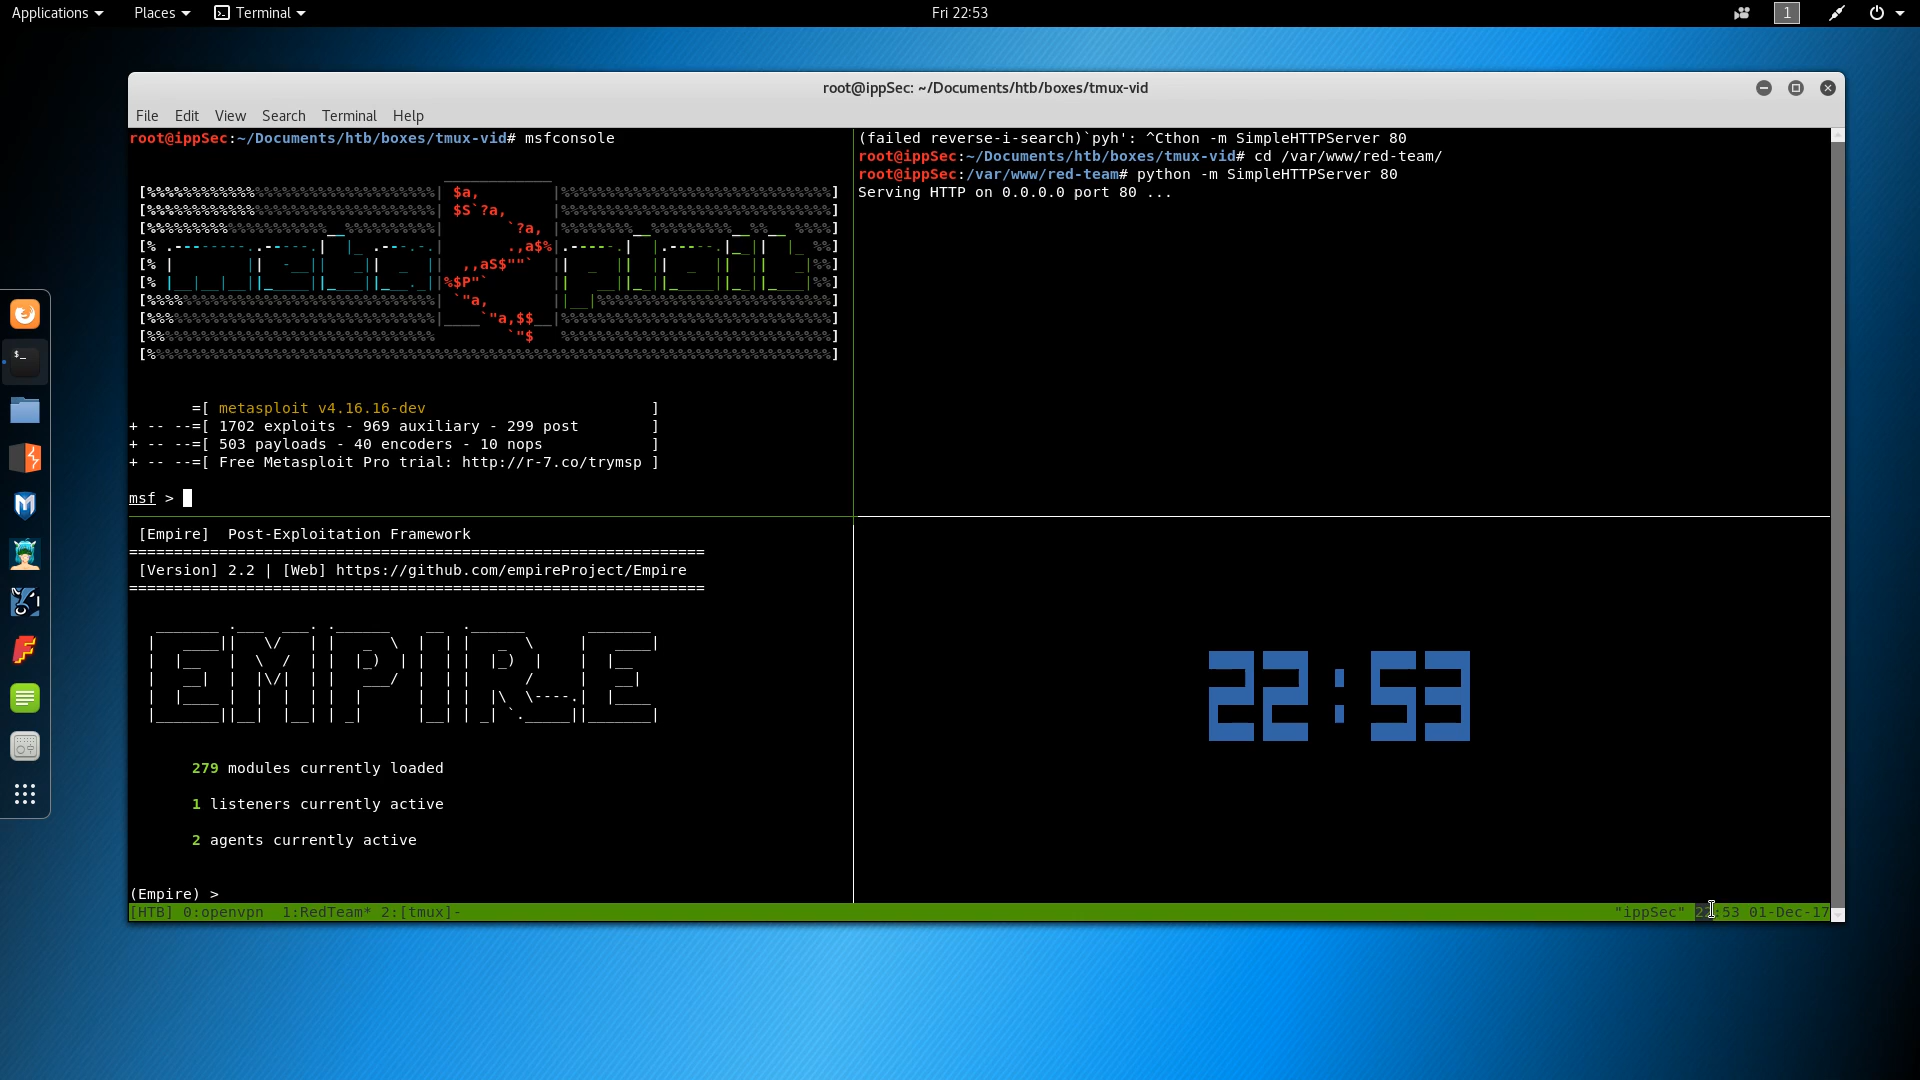 Applications Places Terminal Fri 22:53 1
root@ippSec: ~/Documents/htb/boxes/tmux-vid
File Edit View Search Terminal Help
root@ippSec:~/Documents/htb/boxes/tmux-vid# msfconsole
metasploit
=[ metasploit v4.16.16-dev ]
+ -- --=[ 1702 exploits - 969 auxiliary - 299 post ]
+ -- --=[ 503 payloads - 40 encoders - 10 nops ]
+ -- --=[ Free Metasploit Pro trial: http://r-7.co/trymsp ]
msf >
(failed reverse-i-search)`pyh': ^Cthon -m SimpleHTTPServer 80
root@ippSec:~/Documents/htb/boxes/tmux-vid# cd /var/www/red-team/
root@ippSec:/var/www/red-team# python -m SimpleHTTPServer 80
Serving HTTP on 0.0.0.0 port 80 ...
[Empire] Post-Exploitation Framework
================================================================
[Version] 2.2 | [Web] https://github.com/empireProject/Empire
================================================================
EMPIRE
279 modules currently loaded
1 listeners currently active
2 agents currently active
(Empire) >
22:53
[HTB] 0:openvpn 1:RedTeam* 2:[tmux]- "ippSec" 22:53 01-Dec-17